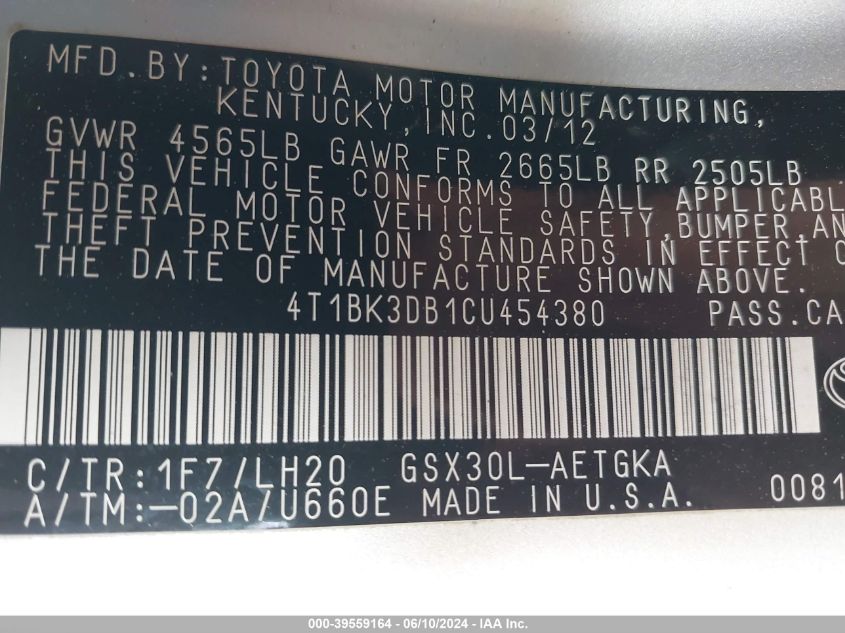 MFD.BY:TOYOTA MOTOR MANUFACTURING,
KENTUCKY,INC.03/12
GVWR 4565LB GAWR FR 2665LB RR 2505LB
THIS VEHICLE CONFORMS TO ALL APPLICABL
FEDERAL MOTOR VEHICLE SAFETY,BUMPER,AN
THEFT PREVENTION STANDARDS IN EFFECT O
THE DATE OF MANUFACTURE SHOWN ABOVE.
4T1BK3DB1CU454380 PASS.CA
C/TR:1F7/LH20 GSX30L-AETGKA
A/TM:-02A/U660E MADE IN U.S.A. 0081
000-39559164 - 06/10/2024 - IAA Inc.